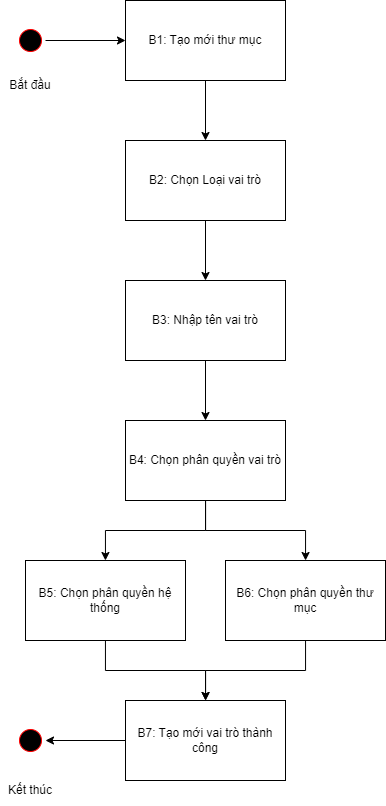 B1: Tạo mới thư mục
Bắt đầu
B2: Chọn Loại vai trò
B3: Nhập tên vai trò
B4: Chọn phân quyền vai trò
B5: Chọn phân quyền hệ
thống
B6: Chọn phân quyền thư
mục
B7: Tạo mới vai trò thành
công
Kết thúc